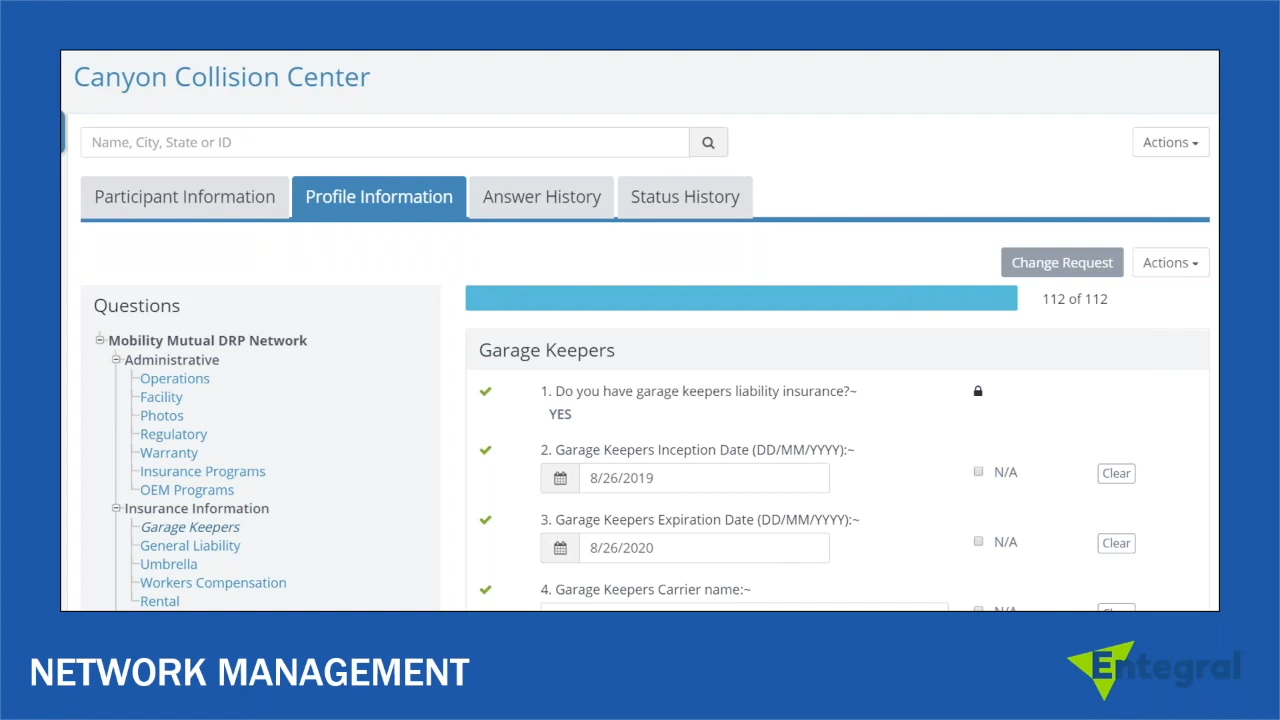 Canyon Collision Center
Name, City, State or ID
Actions
Participant Information
Profile Information
Answer History
Status History
Change Request
Actions
Questions
112 of 112
Mobility Mutual DRP Network
Administrative
Operations
Facility
Photos
Regulatory
Warranty
Insurance Programs
OEM Programs
Insurance Information
Garage Keepers
General Liability
Umbrella
Workers Compensation
Rental
Garage Keepers
1. Do you have garage keepers liability insurance?~
YES
2. Garage Keepers Inception Date (DD/MM/YYYY):~
8/26/2019
N/A
Clear
3. Garage Keepers Expiration Date (DD/MM/YYYY):~
8/26/2020
N/A
Clear
4. Garage Keepers Carrier name:~
N/A
NETWORK MANAGEMENT
Entegral